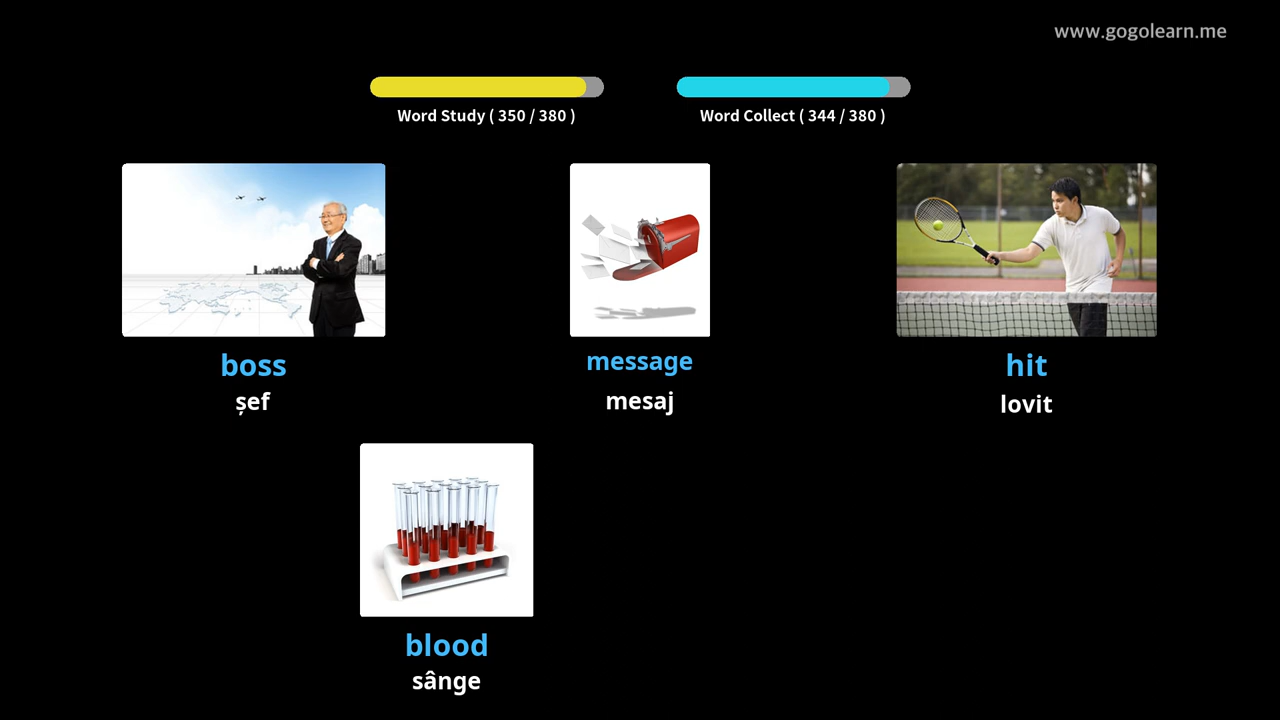 www.gogolearn.me
Word Study ( 350 / 380 )
Word Collect ( 344 / 380 )
boss
șef
message
mesaj
hit
lovit
blood
sânge